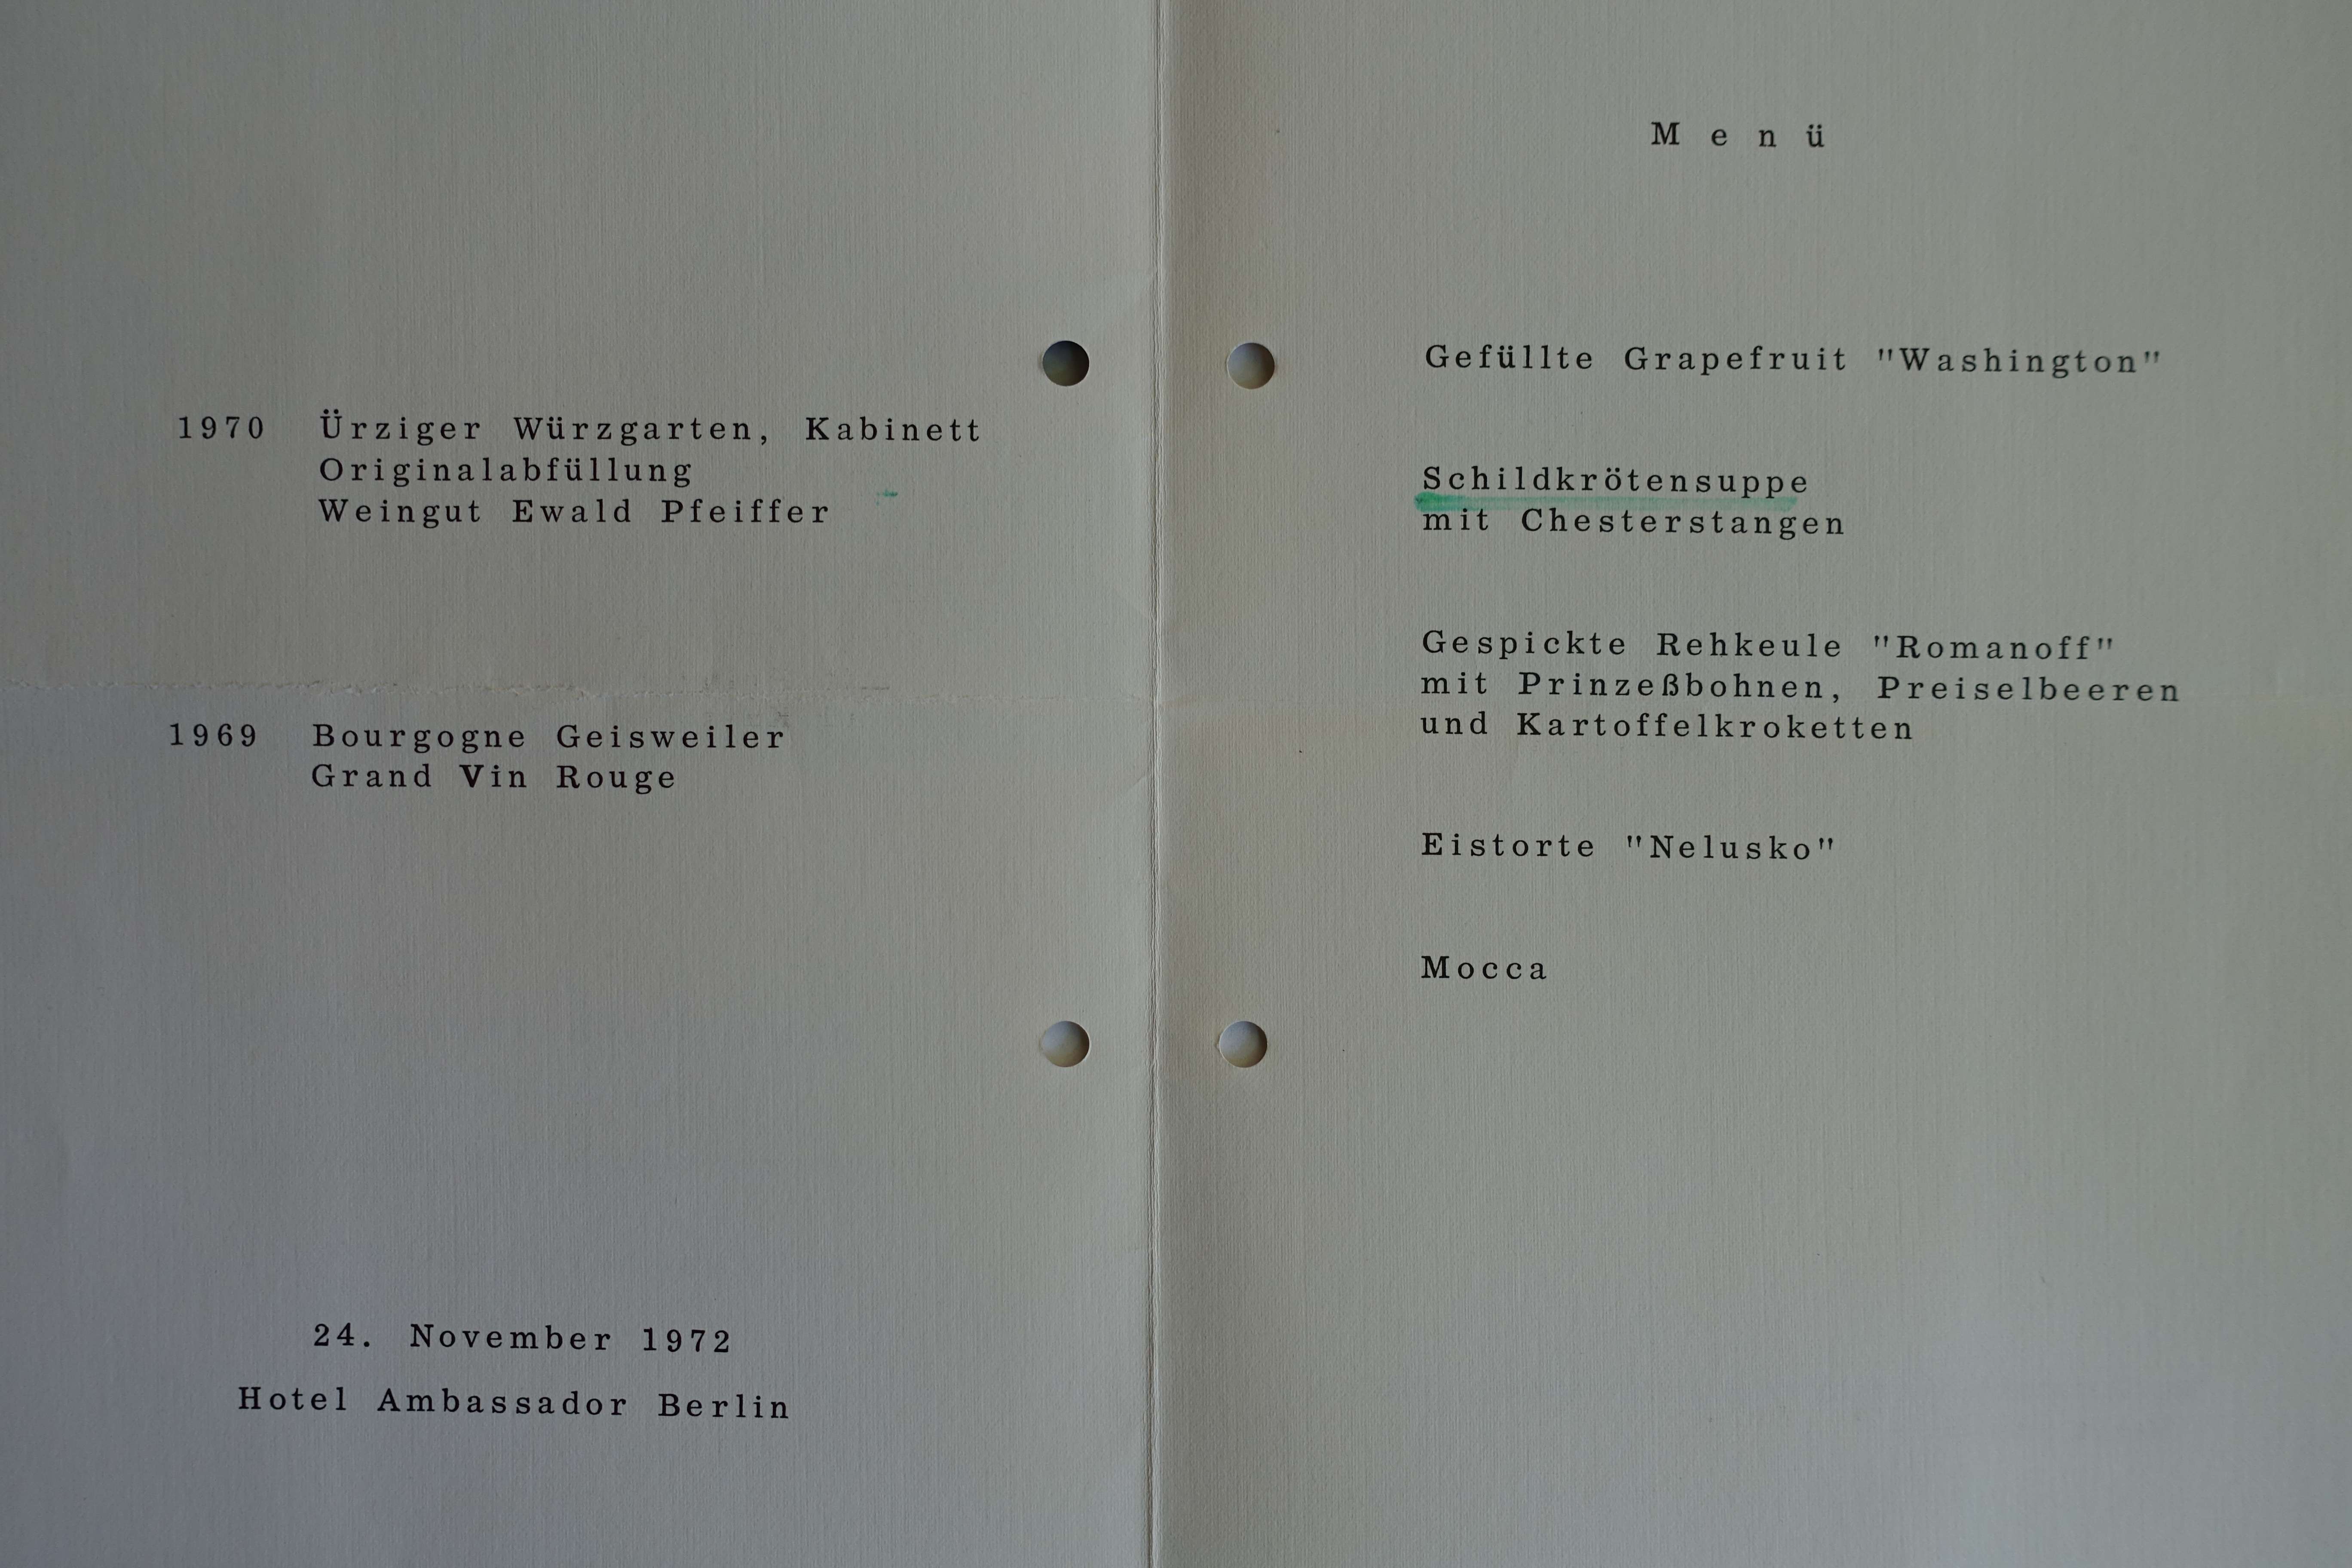 1970 Ürziger Würzgarten, Kabinett
Originalabfüllung
Weingut Ewald Pfeiffer
1969 Bourgogne Geisweiler
Grand Vin Rouge
24. November 1972
Hotel Ambassador Berlin
Menü
Gefüllte Grapefruit "Washington"
Schildkrötensuppe
mit Chesterstangen
Gespickte Rehkeule "Romanoff"
mit Prinzeßbohnen, Preiselbeeren
und Kartoffelkroketten
Eistorte "Nelusko"
Mocca